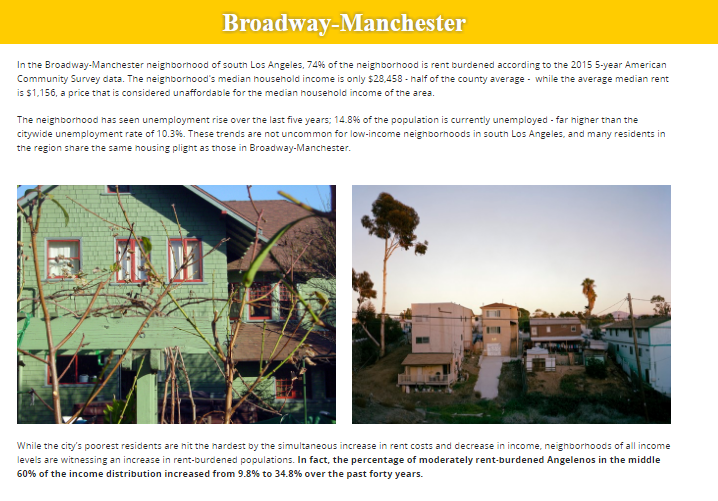 Broadway-Manchester
In the Broadway-Manchester neighborhood of south Los Angeles, 74% of the neighborhood is rent burdened according to the 2015 5-year American
Community Survey data. The neighborhood's median household income is only $28,458 - half of the county average -  while the average median rent
is $1,156, a price that is considered unaffordable for the median household income of the area.
The neighborhood has seen unemployment rise over the last five years; 14.8% of the population is currently unemployed - far higher than the
citywide unemployment rate of 10.3%. These trends are not uncommon for low-income neighborhoods in south Los Angeles, and many residents in
the region share the same housing plight as those in Broadway-Manchester.
While the city's poorest residents are hit the hardest by the simultaneous increase in rent costs and decrease in income, neighborhoods of all income
levels are witnessing an increase in rent-burdened populations. In fact, the percentage of moderately rent-burdened Angelenos in the middle
60% of the income distribution increased from 9.8% to 34.8% over the past forty years.